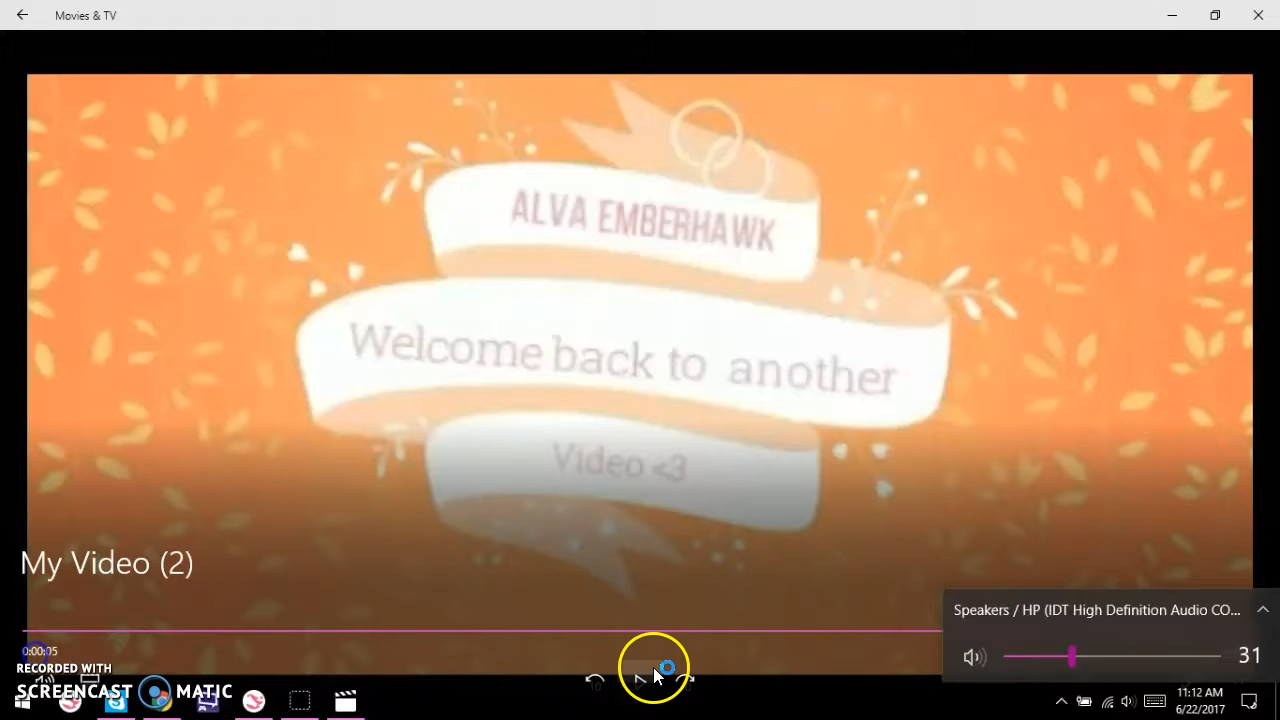 Movies & TV
ALVA EMBERHAWK
Welcome back to another
Video <3
My Video (2)
Speakers / HP (IDT High Definition Audio CO...
31
0:00:05
RECORDED WITH
SCREENCAST MATIC
11:12 AM
6/22/2017